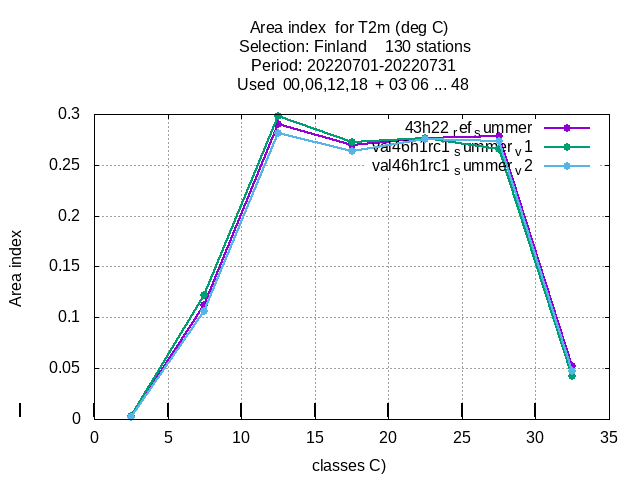 Area index  for T2m (deg C)
Selection: Finland    130 stations
Period: 20220701-20220731
Used  00,06,12,18  + 03 06 ... 48
0.3
0.25
0.2
0.15
0.1
0.05
0
Area index
43h22_ref_summer
val46h1rc1_summer_v1
val46h1rc1_summer_v2
0 5 10 15 20 25 30 35
classes C)